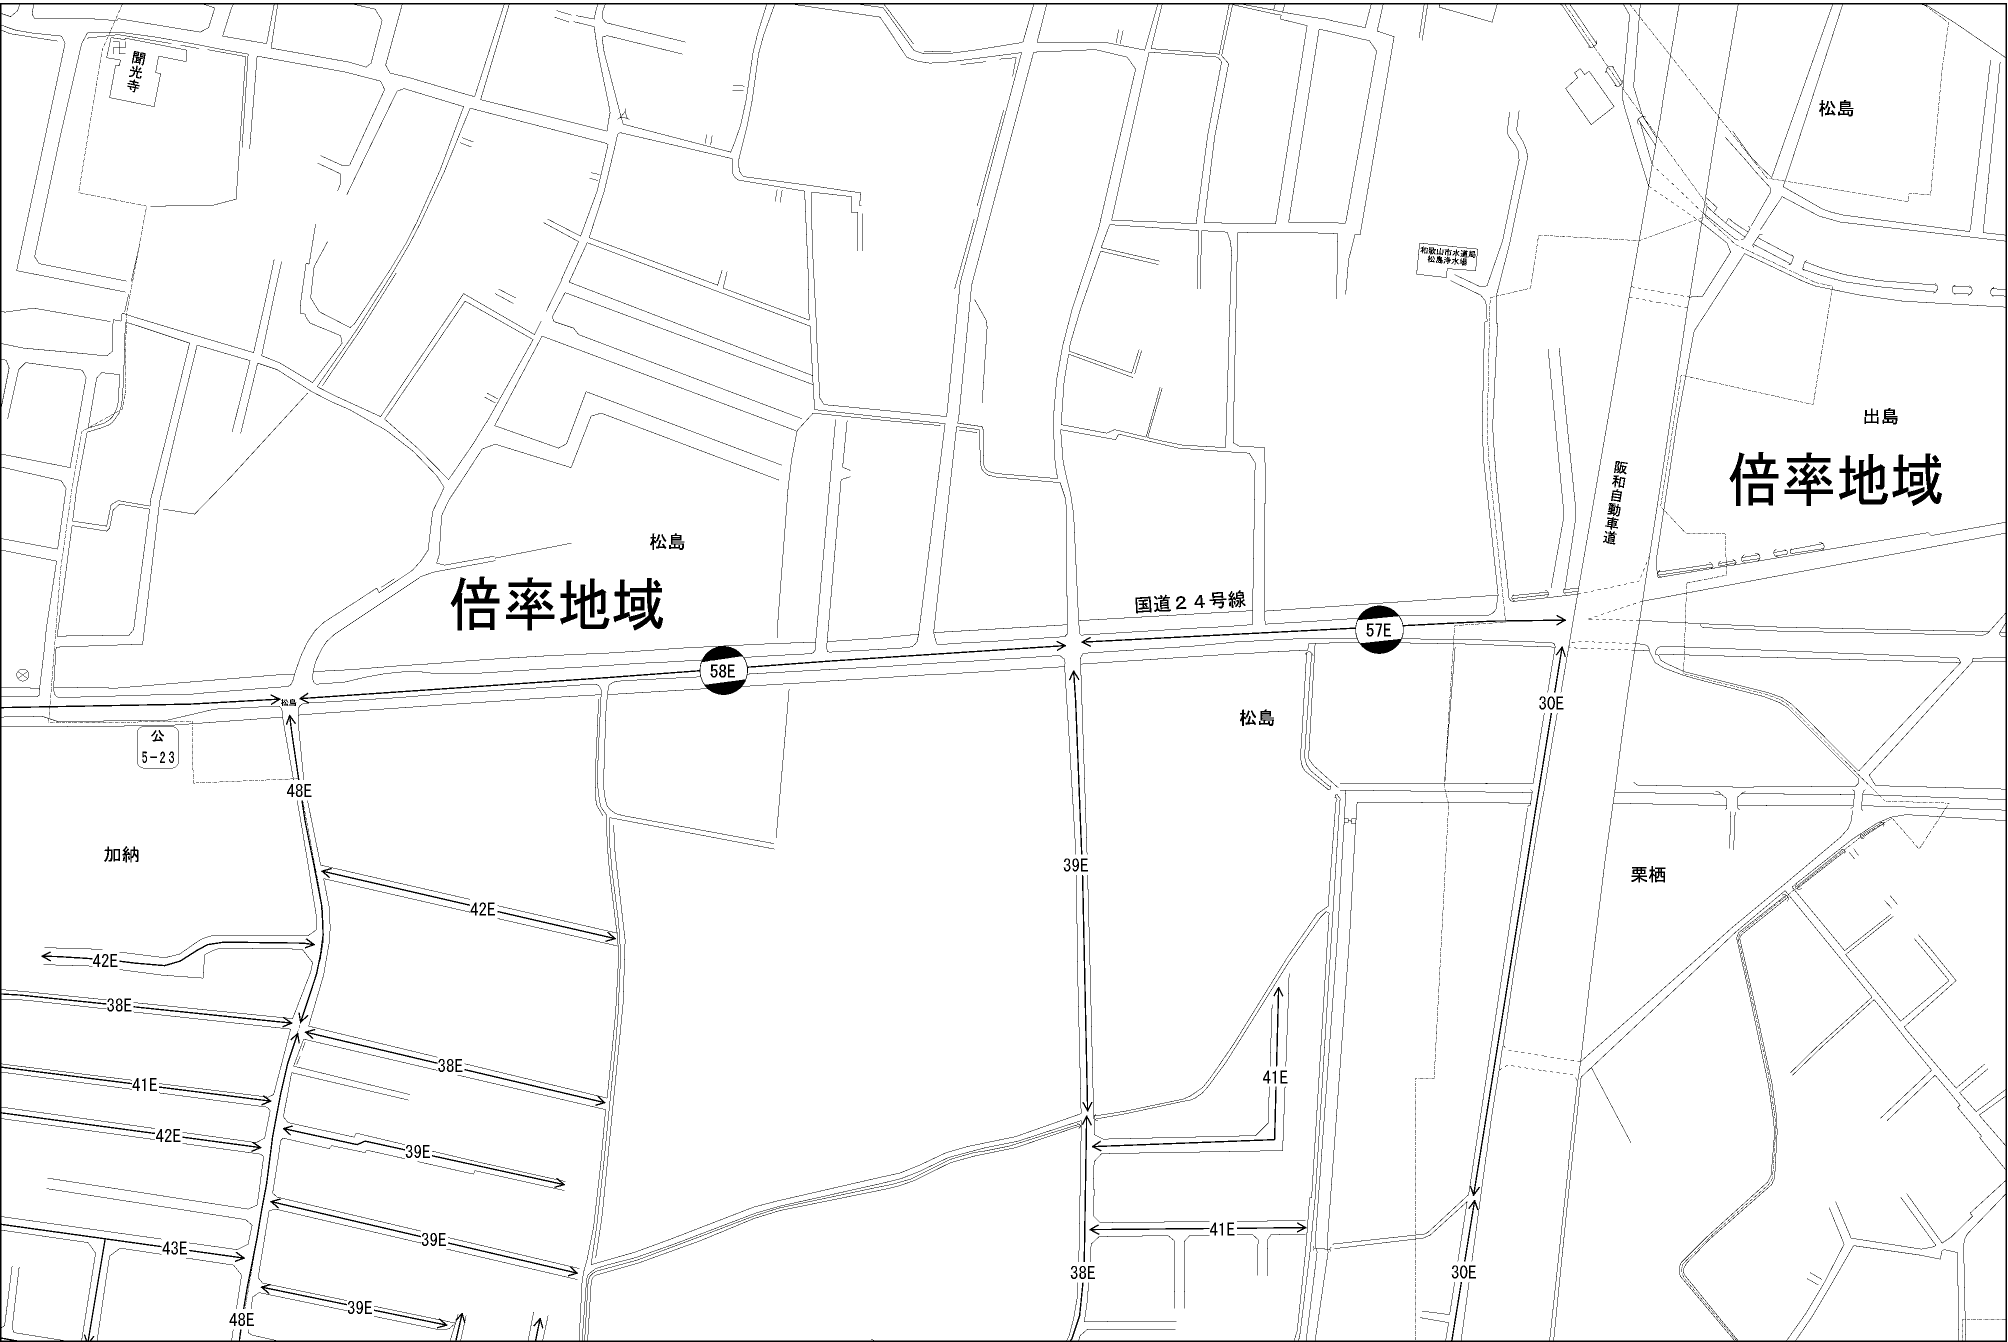 聞光寺
松島
和歌山市水道局
松島浄水場
出島
倍率地域
阪和自動車道
松島
倍率地域
国道24号線
57E
58E
松島
30E
松島
公
5-23
48E
加納
39E
栗栖
42E
42E
38E
38E
41E
41E
42E
39E
41E
39E
43E
38E
30E
39E
48E